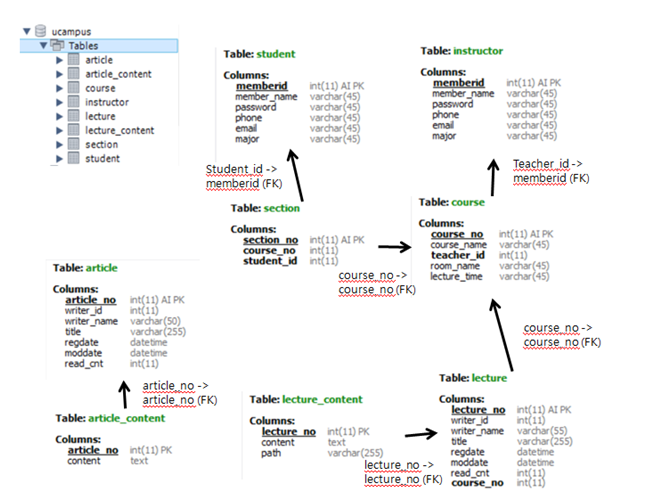 ucampus
Tables
article
article_content
course
instructor
lecture
lecture_content
section
student
Table: student
Columns:
memberid int(11) AI PK
member_name varchar(45)
password varchar(45)
phone varchar(45)
email varchar(45)
major varchar(45)
Table: instructor
Columns:
memberid int(11) AI PK
member_name varchar(45)
password varchar(45)
phone varchar(45)
email varchar(45)
major varchar(45)
Student_id ->
memberid (FK)
Teacher_id ->
memberid (FK)
Table: section
Columns:
section_no int(11) AI PK
course_no int(11)
student_id int(11)
Table: course
Columns:
course_no int(11) AI PK
course_name varchar(45)
teacher_id int(11)
room_name varchar(45)
lecture_time varchar(45)
course_no ->
course_no (FK)
Table: article
Columns:
article_no int(11) AI PK
writer_id int(11)
writer_name varchar(50)
title varchar(255)
regdate datetime
moddate datetime
read_cnt int(11)
course_no ->
course_no (FK)
article_no ->
article_no (FK)
Table: article_content
Columns:
article_no int(11) PK
content text
Table: lecture_content
Columns:
lecture_no int(11) PK
content text
path varchar(255)
lecture_no ->
lecture_no (FK)
Table: lecture
Columns:
lecture_no int(11) AI PK
writer_id int(11)
writer_name varchar(55)
title varchar(255)
regdate datetime
moddate datetime
read_cnt int(11)
course_no int(11)